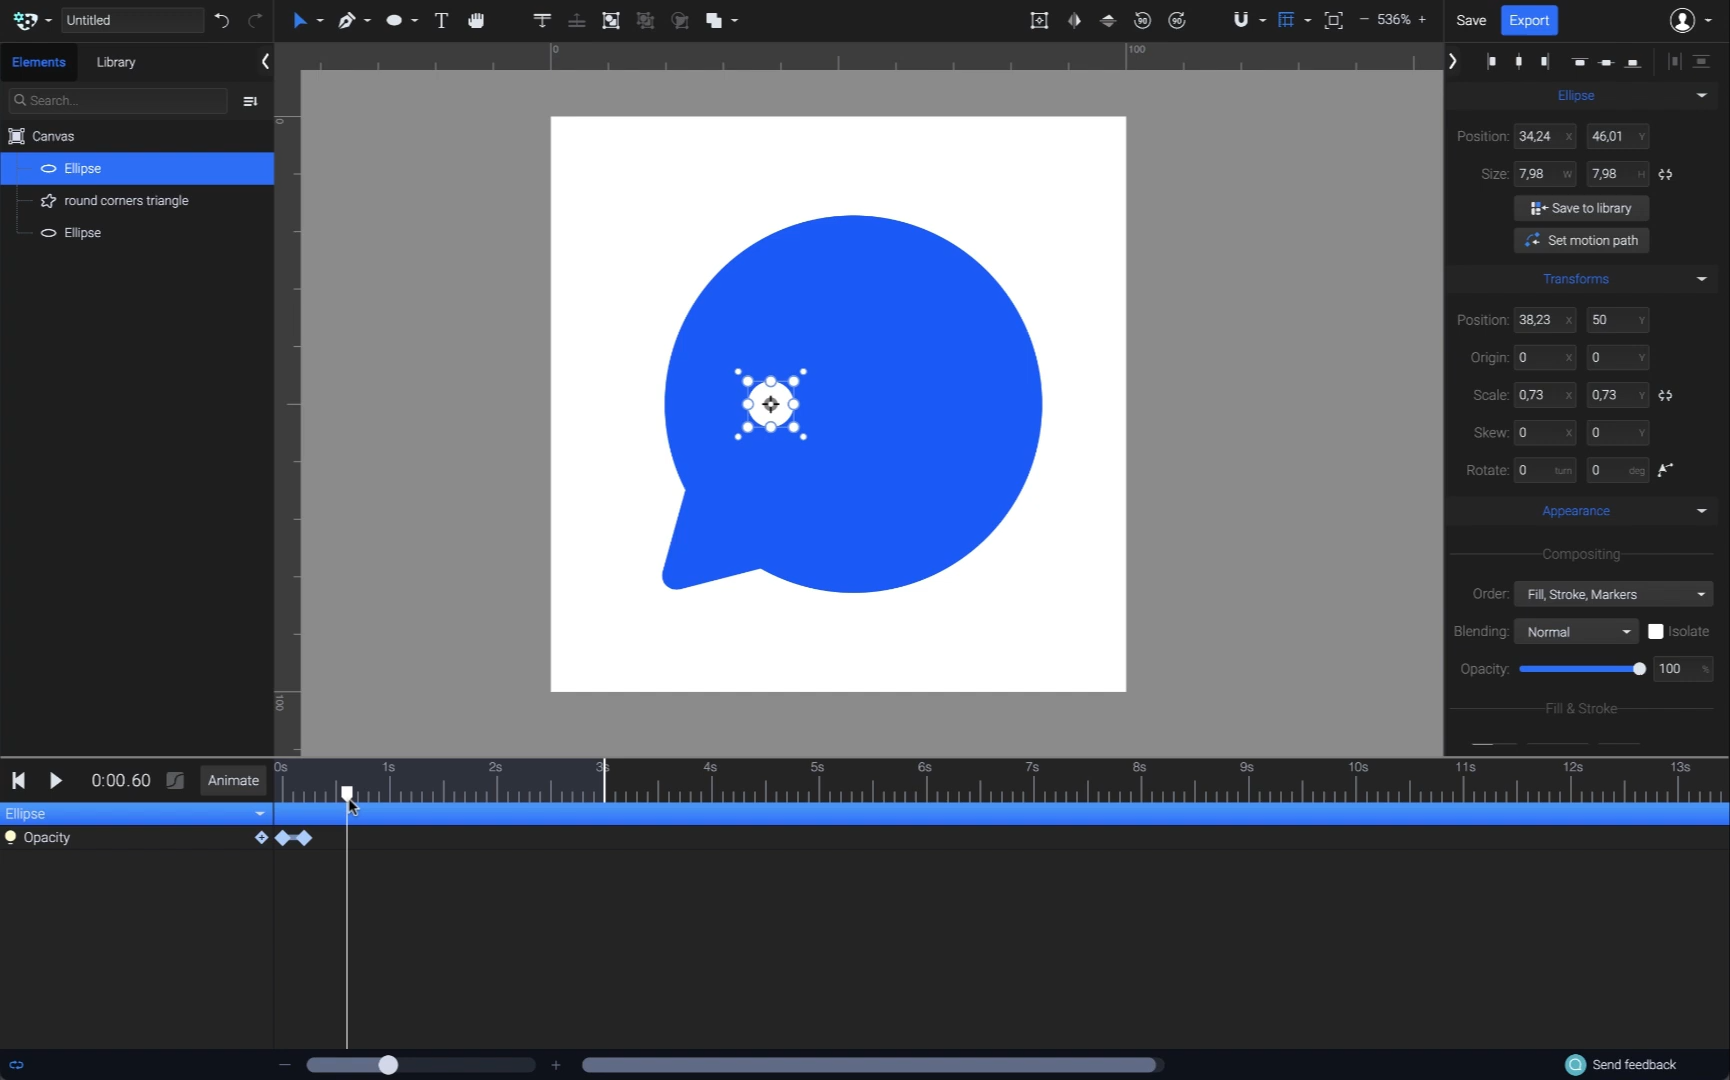 Untitled
T
90
90
536%
Save
Export
Elements
Library
Search...
Canvas
Ellipse
round corners triangle
Ellipse
0
100
0
100
Ellipse
Position: 34,24 X 46,01 Y
Size: 7,98 W 7,98 H
Save to library
Set motion path
Transforms
Position: 38,23 X 50 Y
Origin: 0 X 0 Y
Scale: 0,73 X 0,73 Y
Skew: 0 X 0 Y
Rotate: 0 turn 0 deg
Appearance
Compositing
Order: Fill, Stroke, Markers
Blending: Normal Isolate
Opacity: 100 %
Fill & Stroke
0:00.60
Animate
0s 1s 2s 3s 4s 5s 6s 7s 8s 9s 10s 11s 12s 13s
Ellipse
Opacity
Send feedback